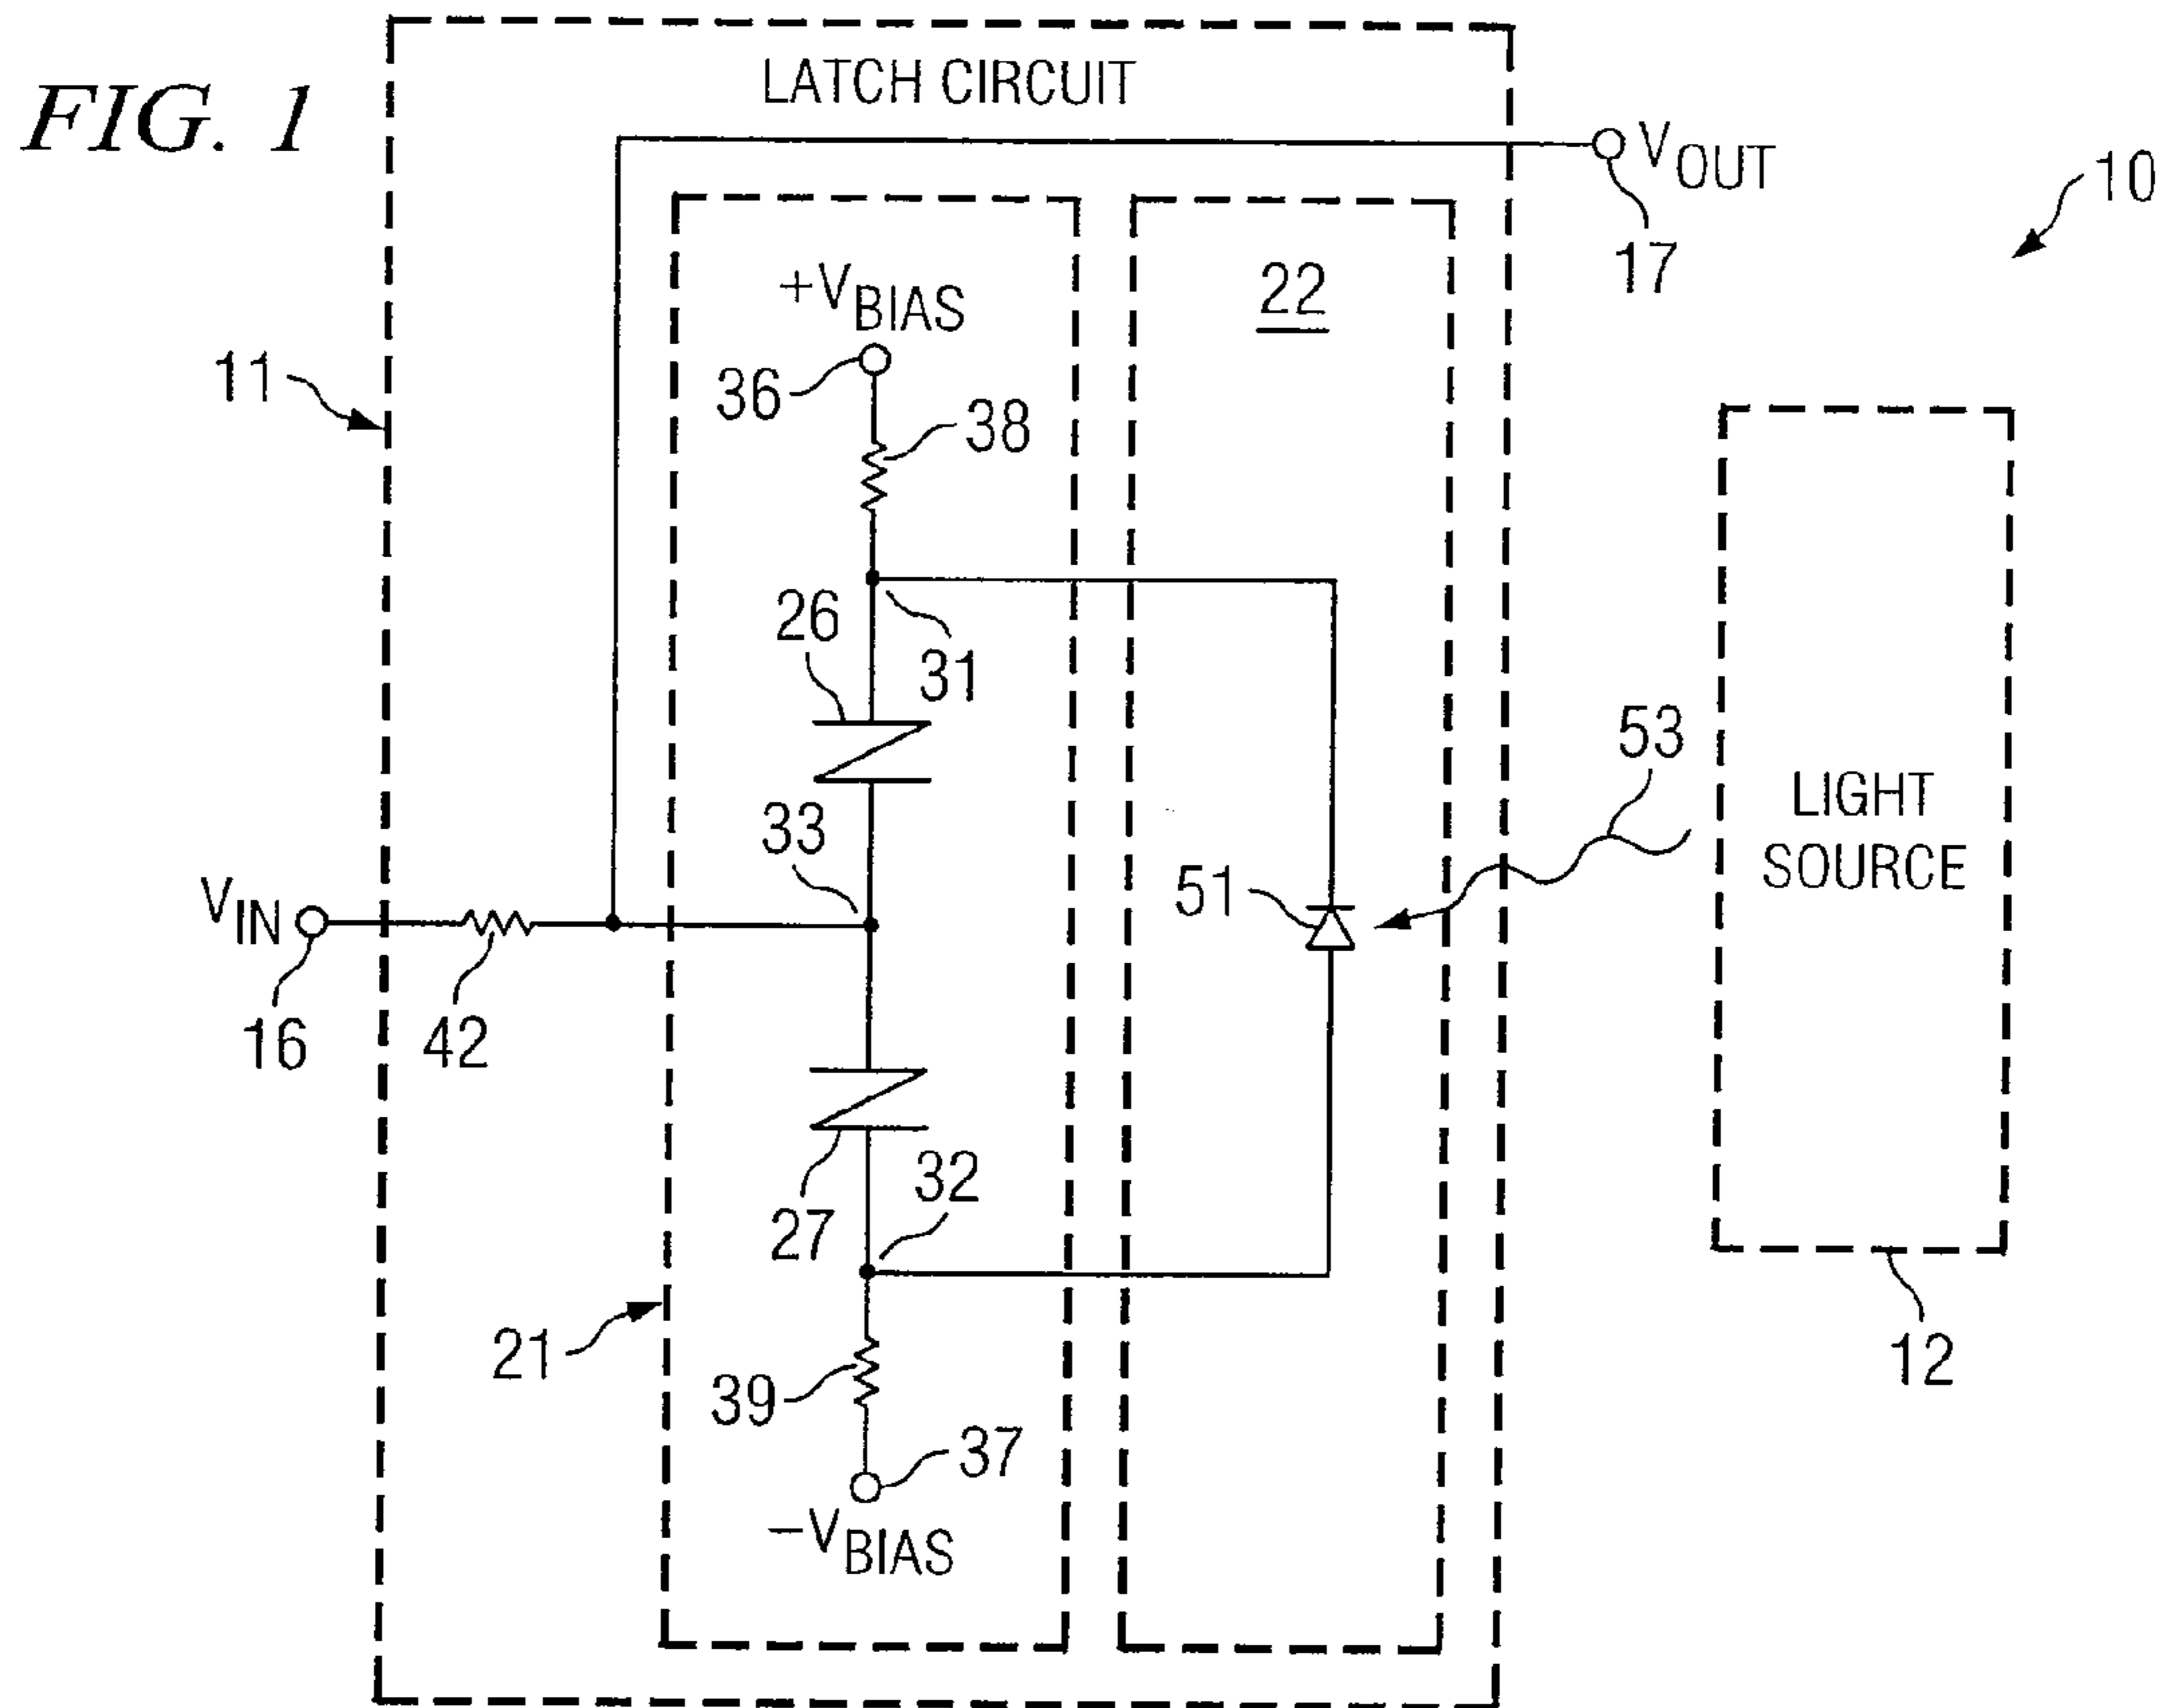 FIG. 1
LATCH CIRCUIT
VOUT
10
17
+VBIAS
22
11
36
38
26
31
53
33
LIGHT
SOURCE
51
VIN
16
42
32
27
21
12
39
37
−VBIAS